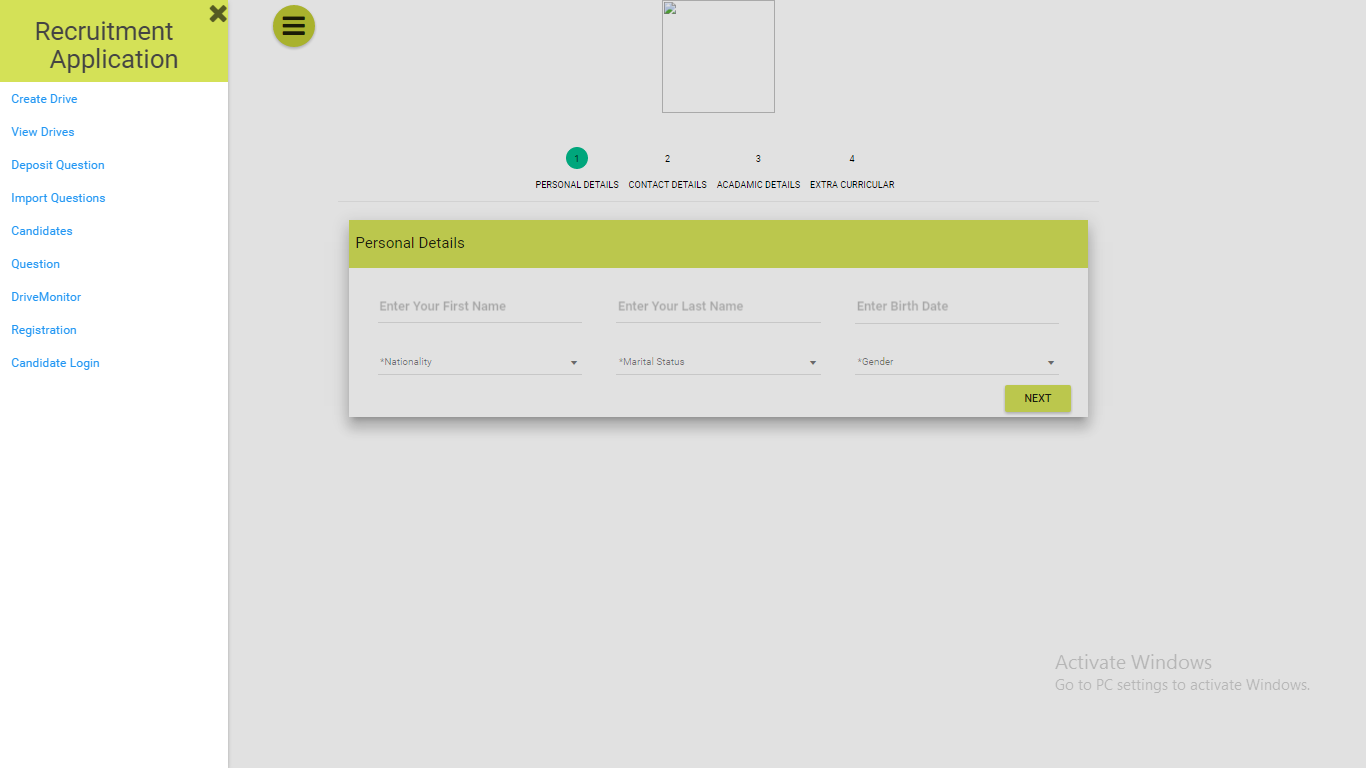 Recruitment
Application
Create Drive
View Drives
Deposit Question
Import Questions
Candidates
Question
DriveMonitor
Registration
Candidate Login
1 2 3 4
PERSONAL DETAILS CONTACT DETAILS ACADAMIC DETAILS EXTRA CURRICULAR
Personal Details
Enter Your First Name Enter Your Last Name Enter Birth Date
*Nationality *Marital Status *Gender
NEXT
Activate Windows
Go to PC settings to activate Windows.